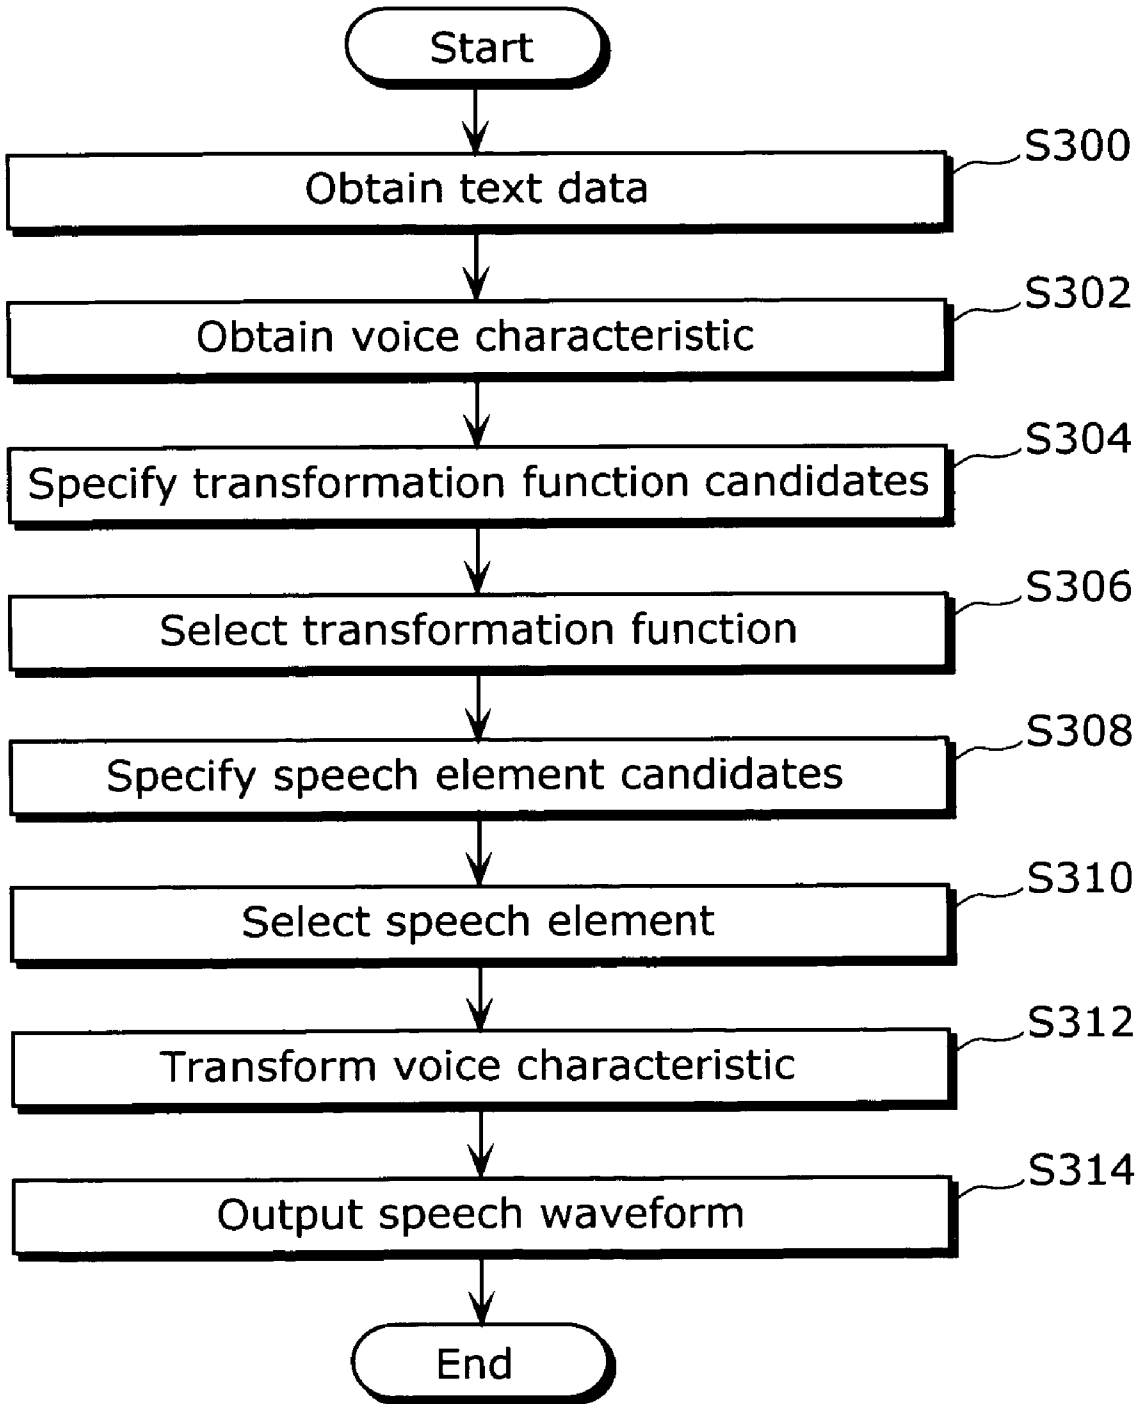 Start
S300
Obtain text data
S302
Obtain voice characteristic
S304
Specify transformation function candidates
S306
Select transformation function
S308
Specify speech element candidates
S310
Select speech element
S312
Transform voice characteristic
S314
Output speech waveform
End